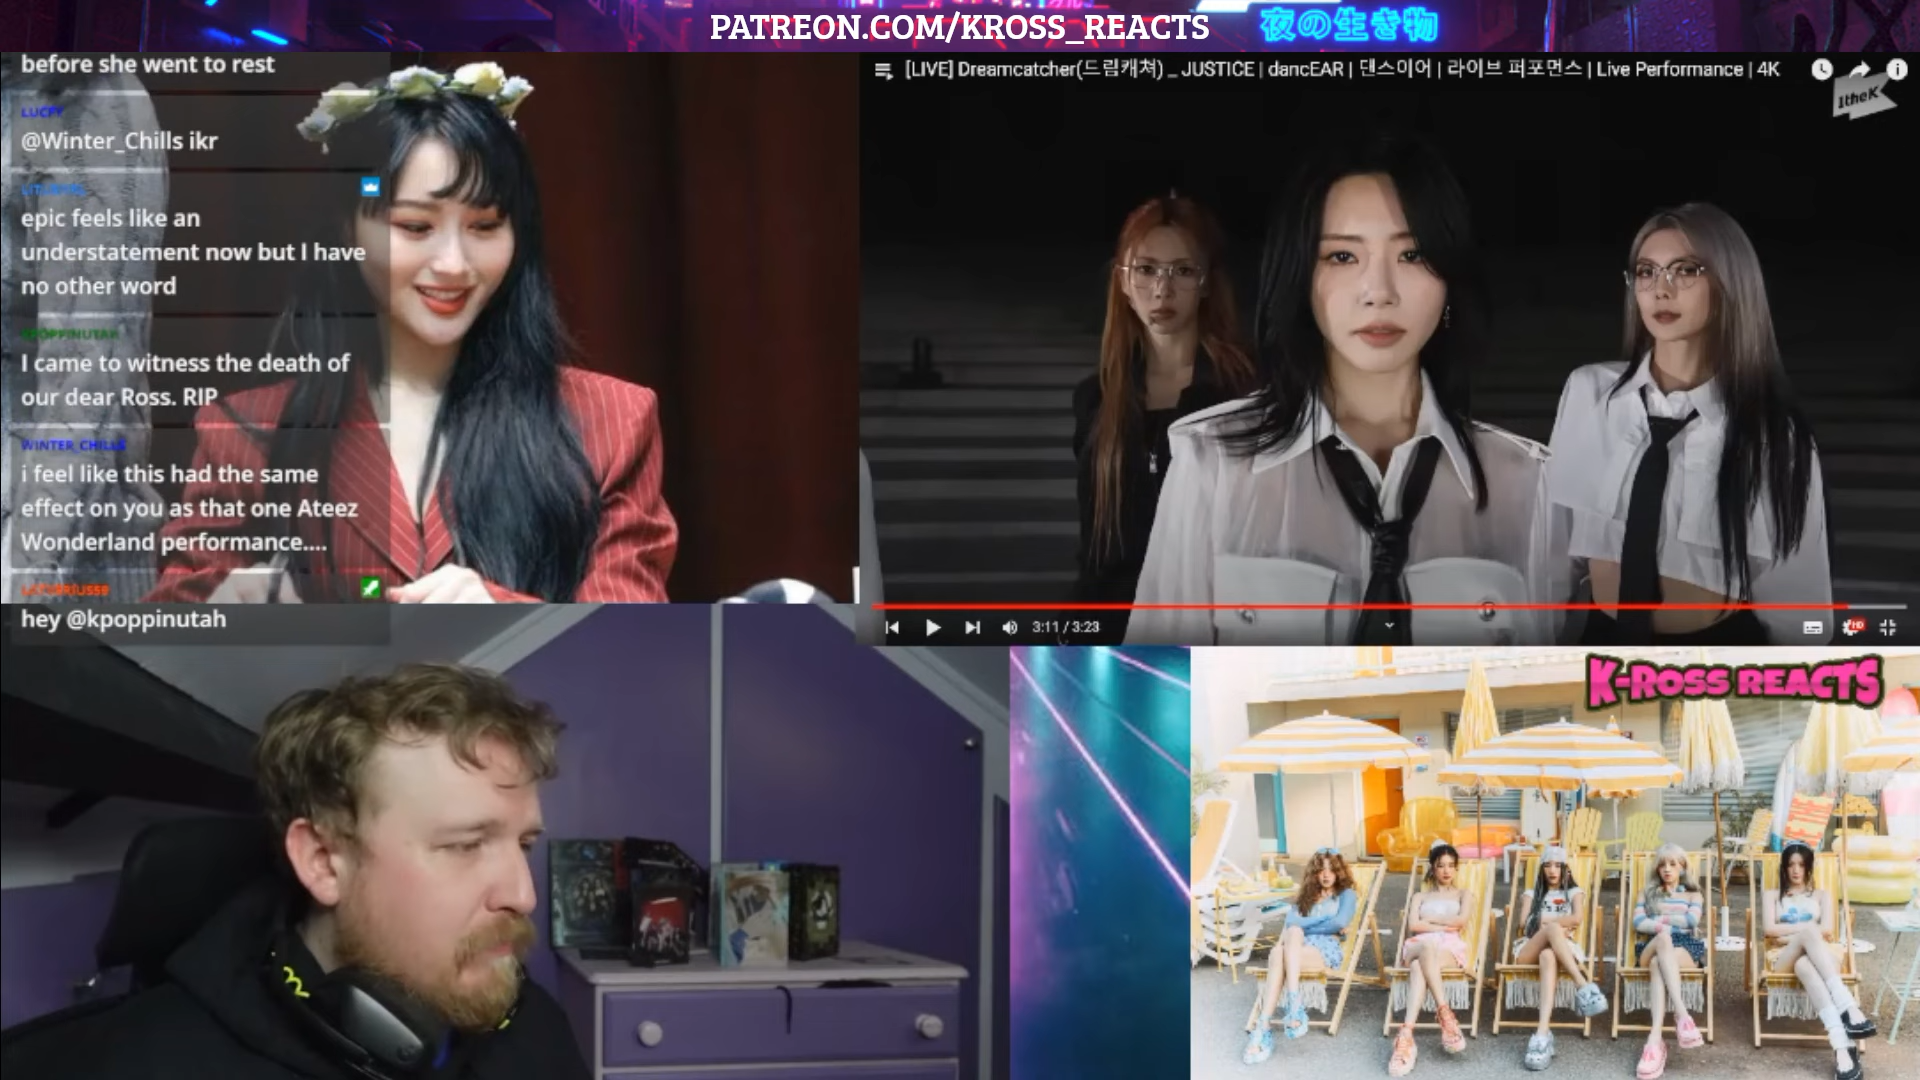 PATREON.COM/KROSS_REACTS
夜の生き物
before she went to rest
LUCPY
@Winter_Chills ikr
epic feels like an
understatement now but I have
no other word
KPOPPINUTAH
I came to witness the death of
our dear Ross. RIP
WINTER_CHILLS
i feel like this had the same
effect on you as that one Ateez
Wonderland performance....
hey @kpoppinutah
[LIVE] Dreamcatcher(드림캐쳐) _ JUSTICE | dancEAR | 댄스이어 | 라이브 퍼포먼스 | Live Performance | 4K
1theK
3:11 / 3:23
HD
K-ROSS REACTS